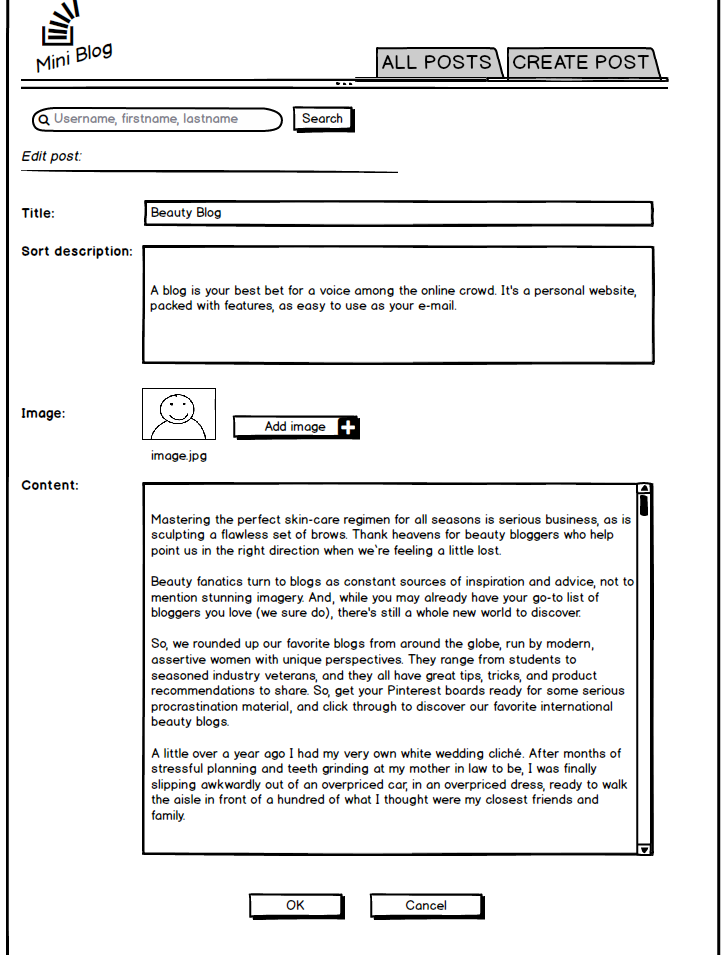 Mini Blog
ALL POSTS
CREATE POST
Username, firstname, lastname
Search
Edit post:
Title:
Beauty Blog
Sort description:
A blog is your best bet for a voice among the online crowd. It's a personal website,
packed with features, as easy to use as your e-mail.
Image:
Add image
image.jpg
Content:
Mastering the perfect skin-care regimen for all seasons is serious business, as is
sculpting a flawless set of brows. Thank heavens for beauty bloggers who help
point us in the right direction when we're feeling a little lost.
Beauty fanatics turn to blogs as constant sources of inspiration and advice, not to
mention stunning imagery. And, while you may already have your go-to list of
bloggers you love (we sure do), there's still a whole new world to discover.
So, we rounded up our favorite blogs from around the globe, run by modern,
assertive women with unique perspectives. They range from students to
seasoned industry veterans, and they all have great tips, tricks, and product
recommendations to share. So, get your Pinterest boards ready for some serious
procrastination material, and click through to discover our favorite international
beauty blogs.
A little over a year ago I had my very own white wedding cliché. After months of
stressful planning and teeth grinding at my mother in law to be, I was finally
slipping awkwardly out of an overpriced car, in an overpriced dress, ready to walk
the aisle in front of a hundred of what I thought were my closest friends and
family.
OK
Cancel